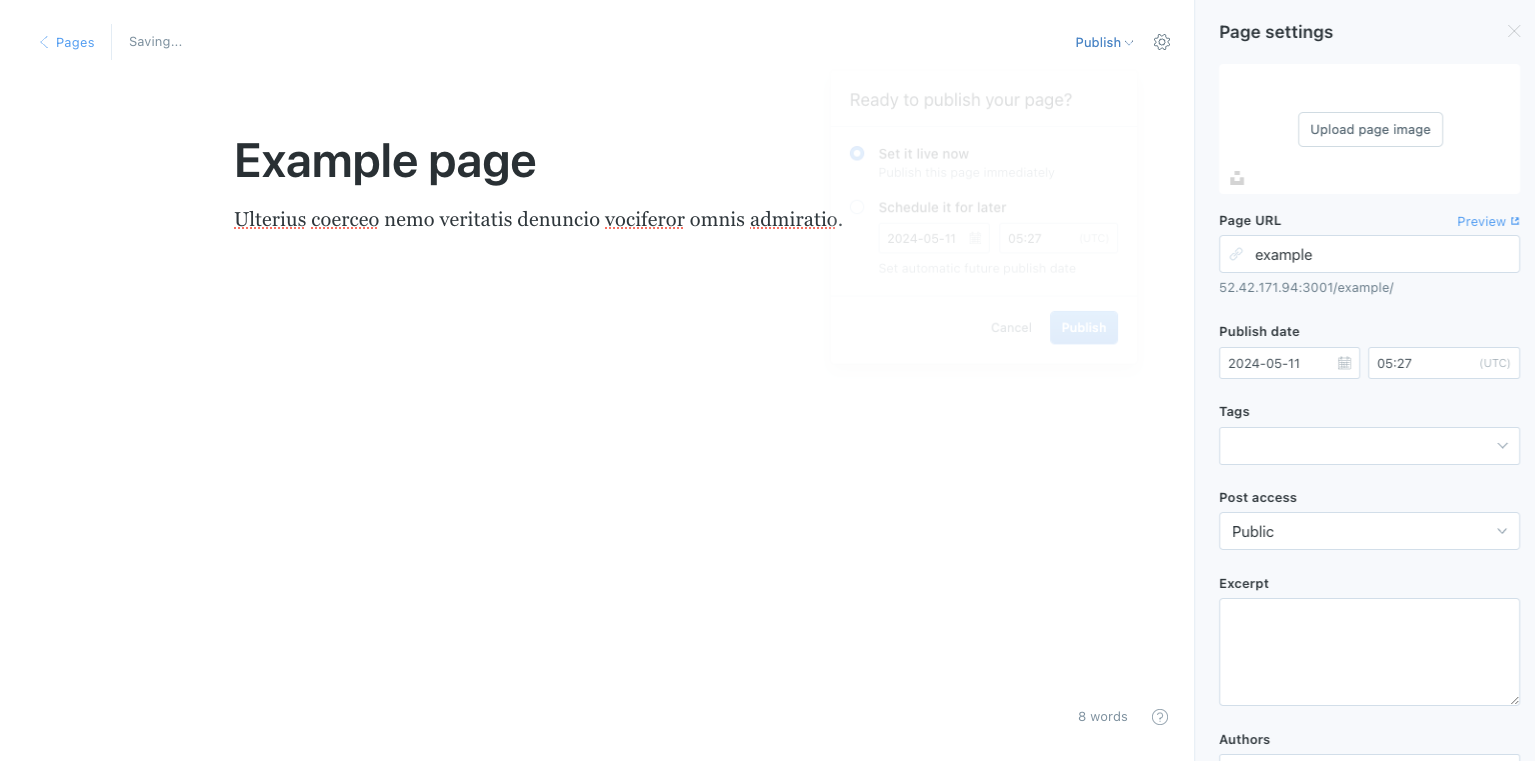 Pages
Saving...
Publish
Ready to publish your page?
Set it live now
Publish this page immediately
Schedule it for later
2024-05-11
05:27
(UTC)
Set automatic future publish date
Cancel
Publish
Example page
Ulterius coerceo nemo veritatis denuncio vociferor omnis admiratio.
8 words
?
Page settings
Upload page image
Page URL
Preview
example
52.42.171.94:3001/example/
Publish date
2024-05-11
05:27
(UTC)
Tags
Post access
Public
Excerpt
Authors